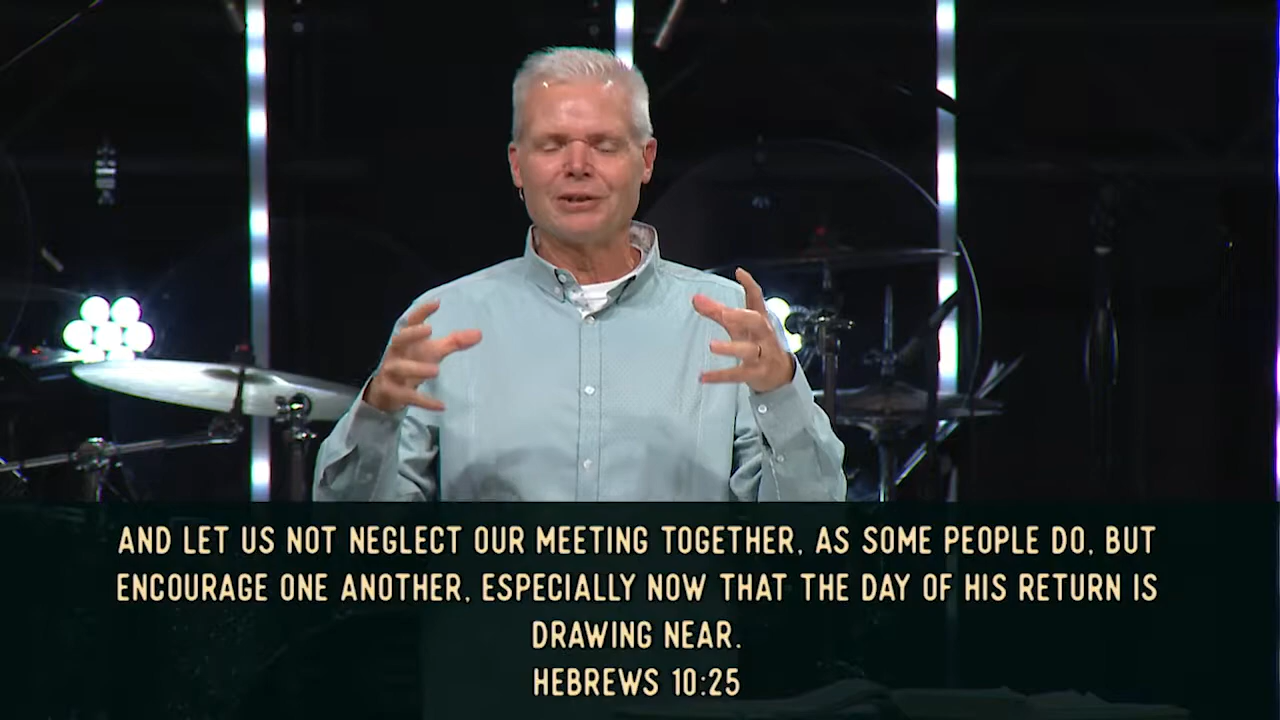 AND LET US NOT NEGLECT OUR MEETING TOGETHER, AS SOME PEOPLE DO, BUT
ENCOURAGE ONE ANOTHER, ESPECIALLY NOW THAT THE DAY OF HIS RETURN IS
DRAWING NEAR.
HEBREWS 10:25